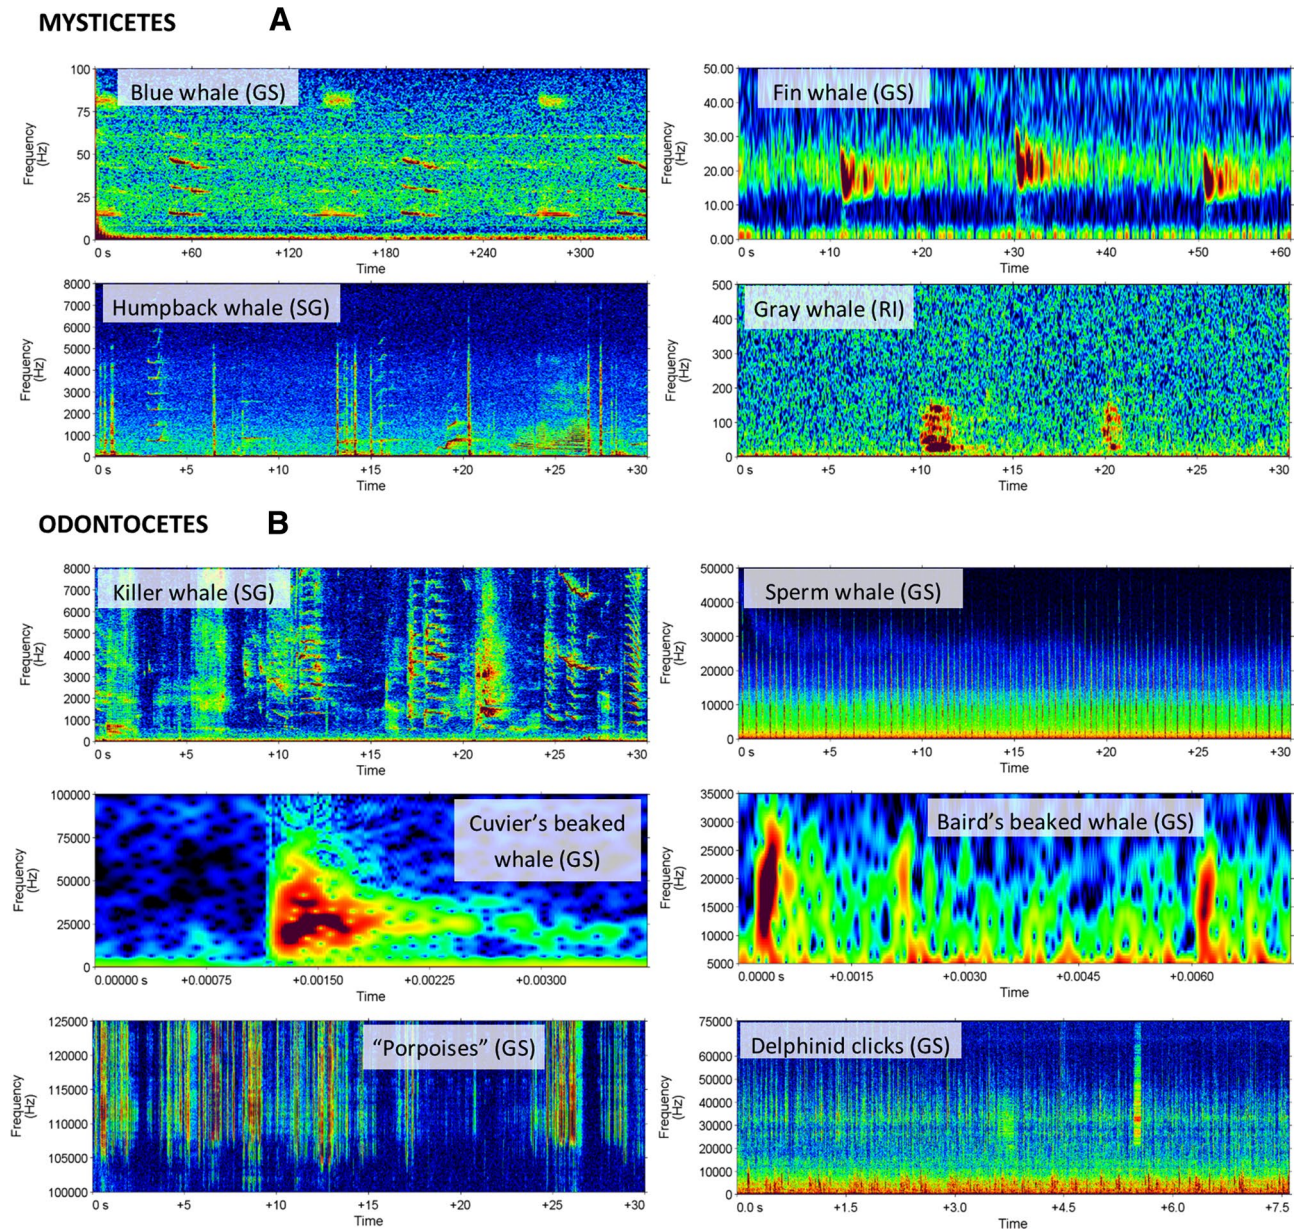 MYSTICETES A
Blue whale (GS)
Frequency
(Hz)
100
75
50
25
0
0 s +60 +120 +180 +240 +300
Time
Fin whale (GS)
Frequency
(Hz)
50.00
40.00
30.00
20.00
10.00
0.00
0 s +10 +20 +30 +40 +50 +60
Time
Humpback whale (SG)
Frequency
(Hz)
8000
7000
6000
5000
4000
3000
2000
1000
0
0 s +5 +10 +15 +20 +25 +30
Time
Gray whale (RI)
Frequency
(Hz)
500
400
300
200
100
0
0 s +5 +10 +15 +20 +25 +30
Time
ODONTOCETES B
Killer whale (SG)
Frequency
(Hz)
8000
7000
6000
5000
4000
3000
2000
1000
0
0 s +5 +10 +15 +20 +25 +30
Time
Sperm whale (GS)
Frequency
(Hz)
50000
40000
30000
20000
10000
0
0 s +5 +10 +15 +20 +25 +30
Time
Cuvier's beaked
whale (GS)
Frequency
(Hz)
100000
75000
50000
25000
0
0.00000 s +0.00075 +0.00150 +0.00225 +0.00300
Time
Baird's beaked whale (GS)
Frequency
(Hz)
35000
30000
25000
20000
15000
10000
5000
0.0000 s +0.0015 +0.0030 +0.0045 +0.0060
Time
“Porpoises” (GS)
Frequency
(Hz)
125000
120000
115000
110000
105000
100000
0 s +5 +10 +15 +20 +25 +30
Time
Delphinid clicks (GS)
Frequency
(Hz)
75000
60000
50000
40000
30000
20000
10000
0
0.0 s +1.5 +3.0 +4.5 +6.0 +7.5
Time